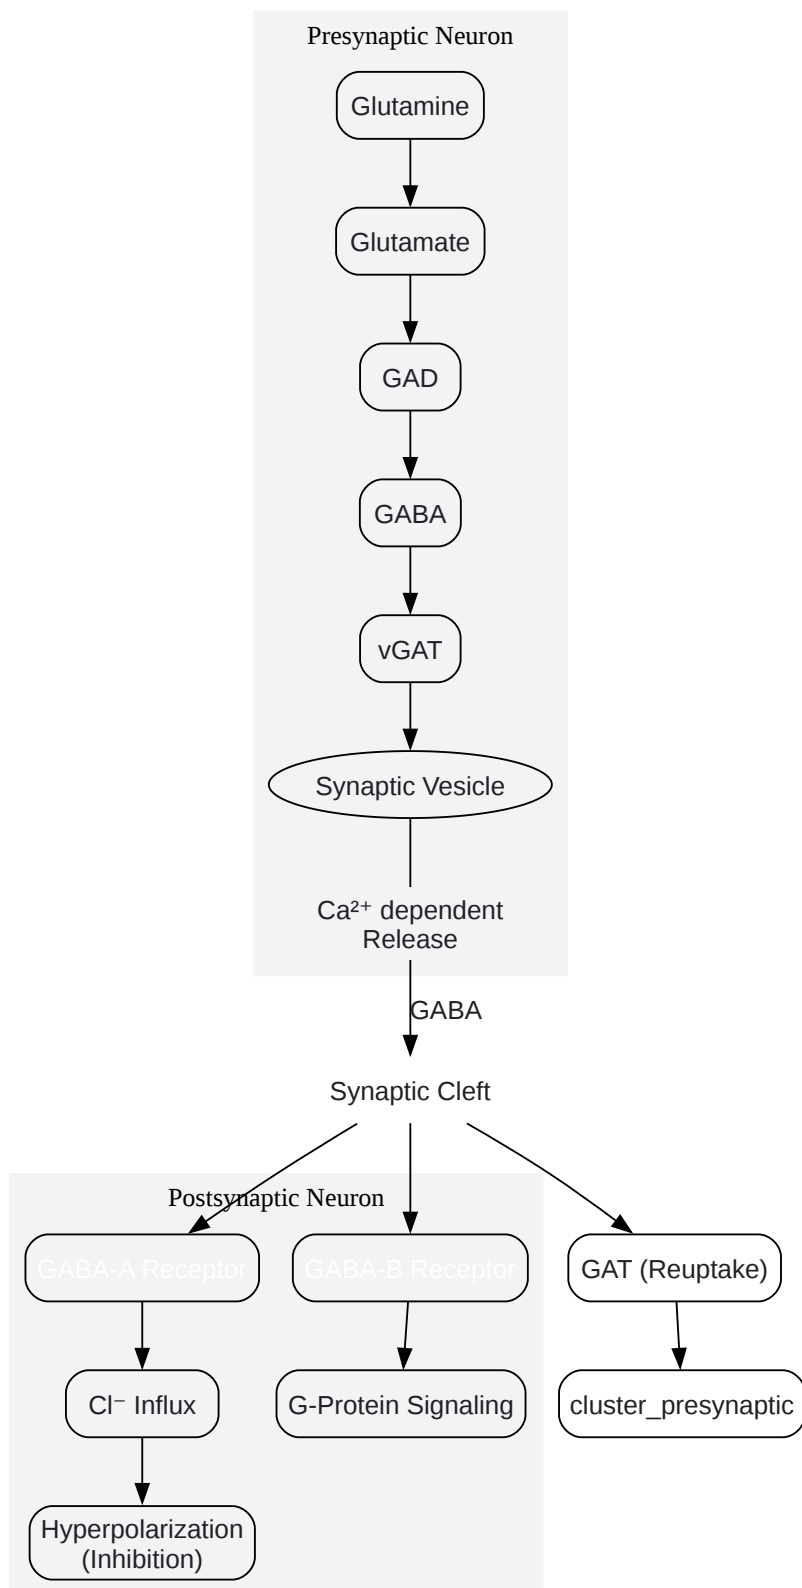 Presynaptic Neuron
Glutamine
Glutamate
GAD
GABA
vGAT
Synaptic Vesicle
Ca²⁺ dependent
Release
GABA
Synaptic Cleft
Postsynaptic Neuron
GABA-A Receptor
GABA-B Receptor
GAT (Reuptake)
Cl⁻ Influx
G-Protein Signaling
cluster_presynaptic
Hyperpolarization
(Inhibition)